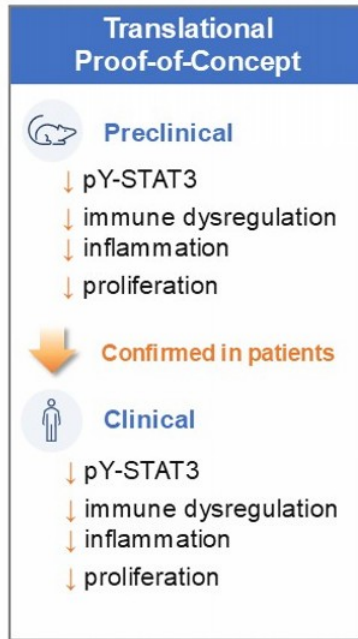 Translational
Proof-of-Concept
Preclinical
↓ pY-STAT3
↓ immune dysregulation
↓ inflammation
↓ proliferation
Confirmed in patients
Clinical
↓ pY-STAT3
↓ immune dysregulation
↓ inflammation
↓ proliferation